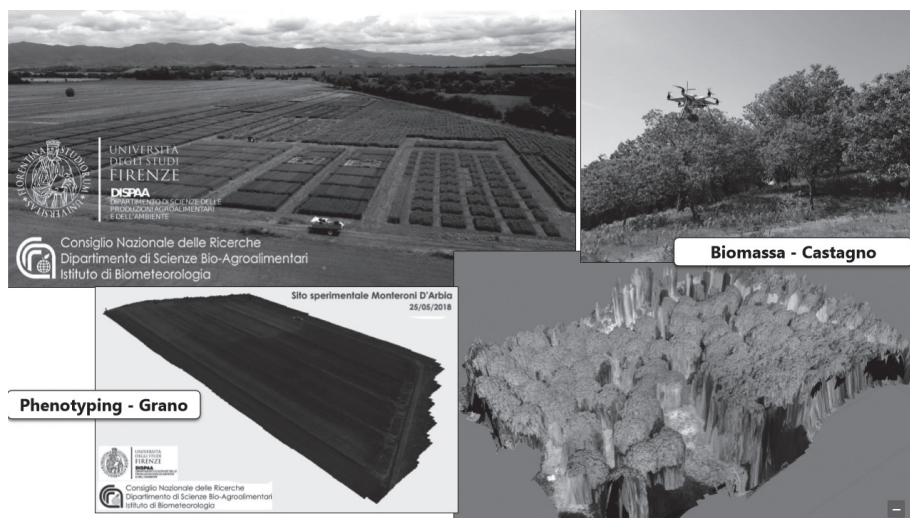 UNIVERSITÀ
DEGLI STUDI
FIRENZE
DISPAA
DIPARTIMENTO DI SCIENZE DELLE
PRODUZIONI AGROALIMENTARI
E DELL'AMBIENTE
Consiglio Nazionale delle Ricerche
Dipartimento di Scienze Bio-Agroalimentari
Istituto di Biometeorologia
Biomassa - Castagno
Sito sperimentale Monteroni D'Arbia
25/05/2018
Phenotyping - Grano
UNIVERSITÀ
DEGLI STUDI
FIRENZE
DISPAA
Consiglio Nazionale delle Ricerche
Dipartimento di Scienze Bio-Agroalimentari
Istituto di Biometeorologia